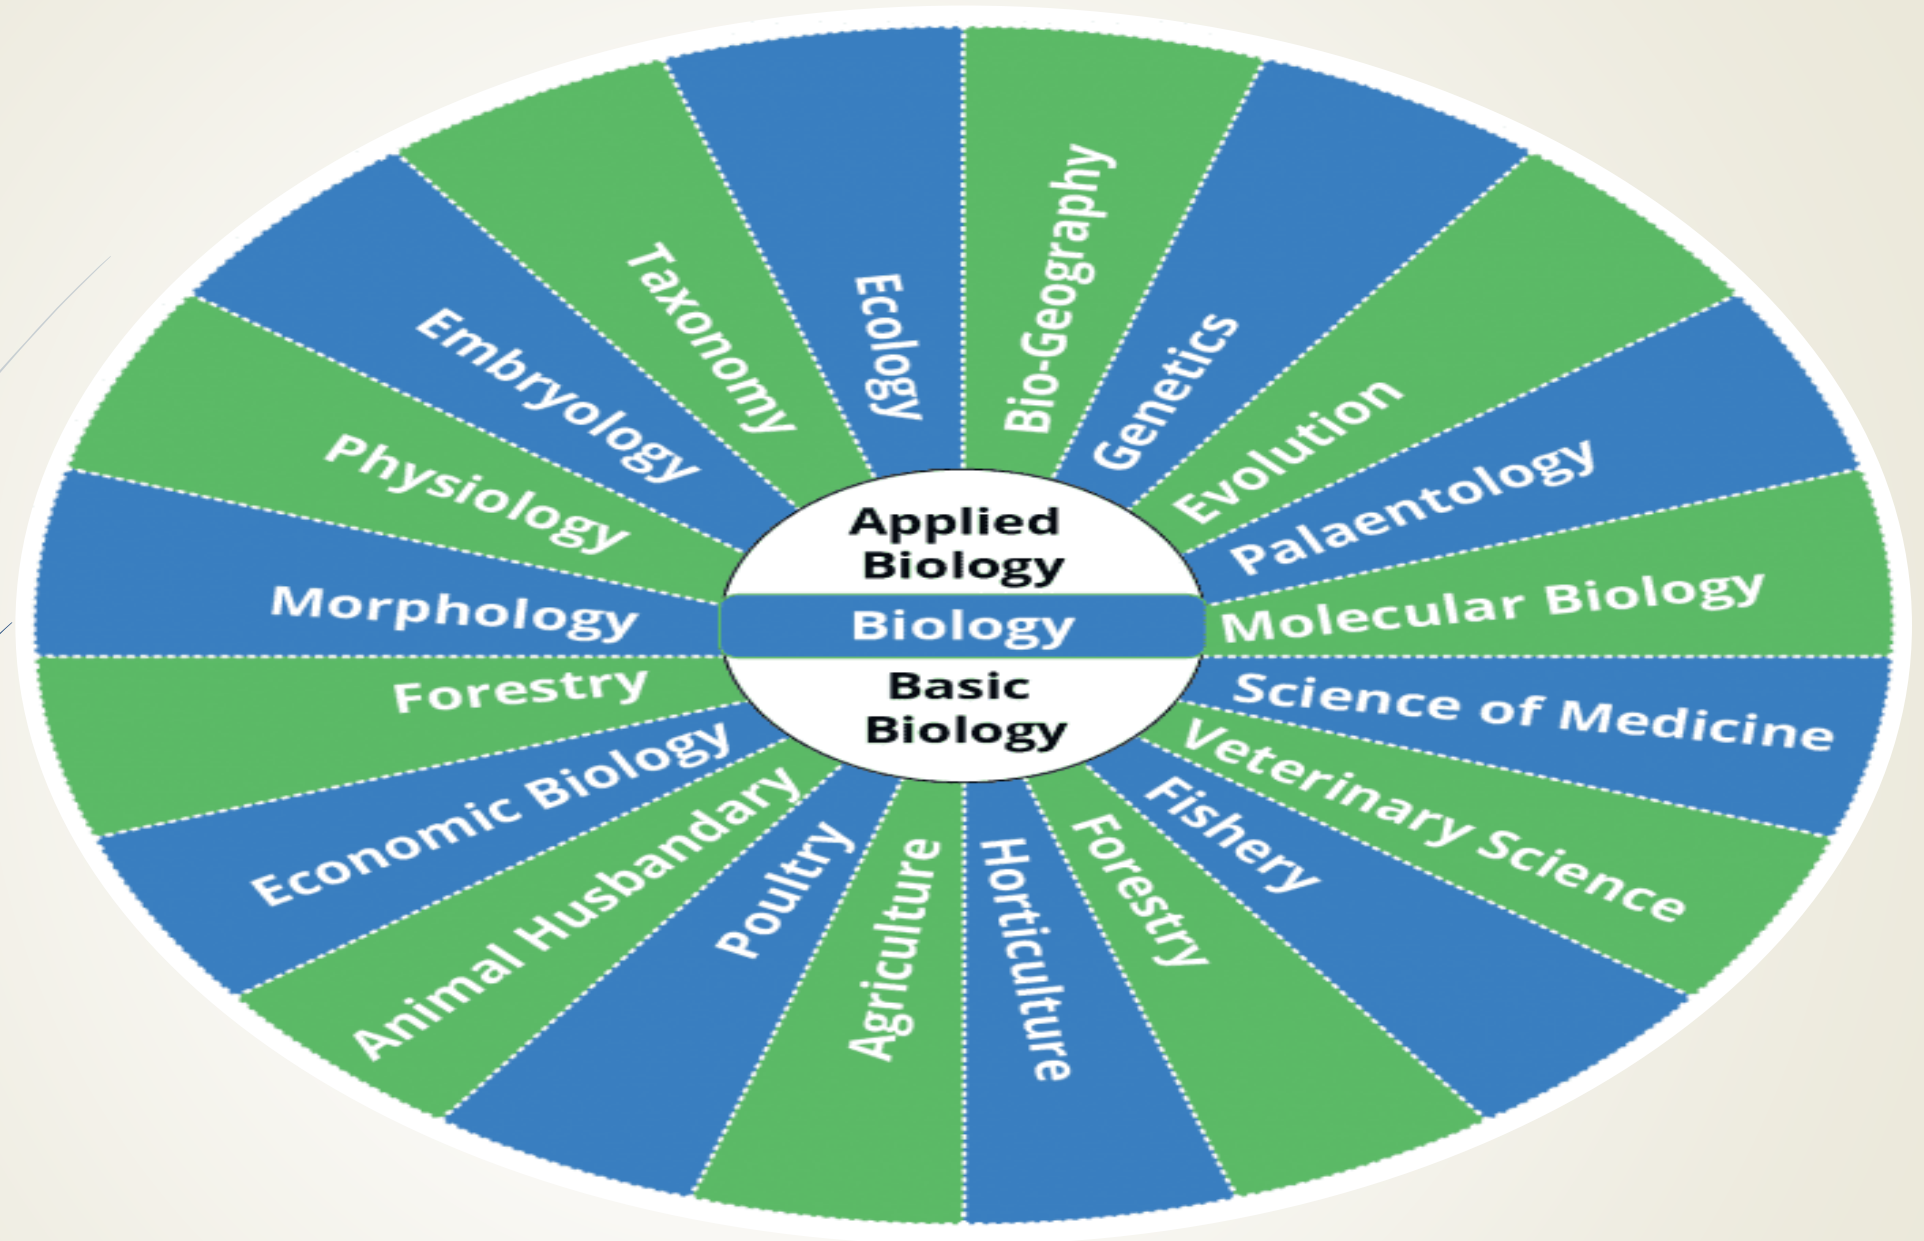 Applied
Biology
Biology
Basic
Biology
Morphology
Physiology
Embryology
Taxonomy
Ecology
Bio-Geography
Genetics
Evolution
Palaentology
Molecular Biology
Science of Medicine
Veterinary Science
Fishery
Forestry
Horticulture
Agriculture
Poultry
Animal Husbandary
Economic Biology
Forestry